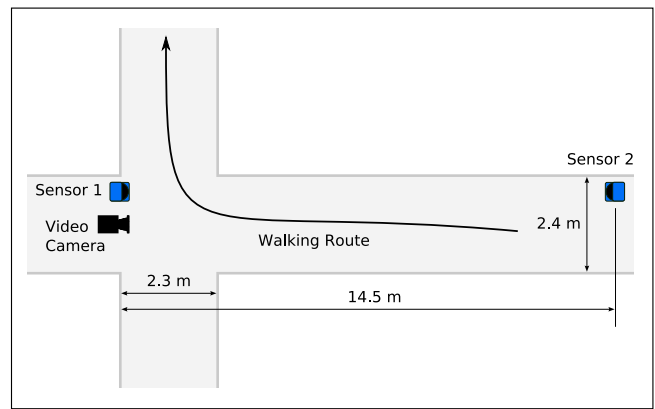 Sensor 2
Sensor 1
Video
Camera
2.4 m
Walking Route
2.3 m
14.5 m